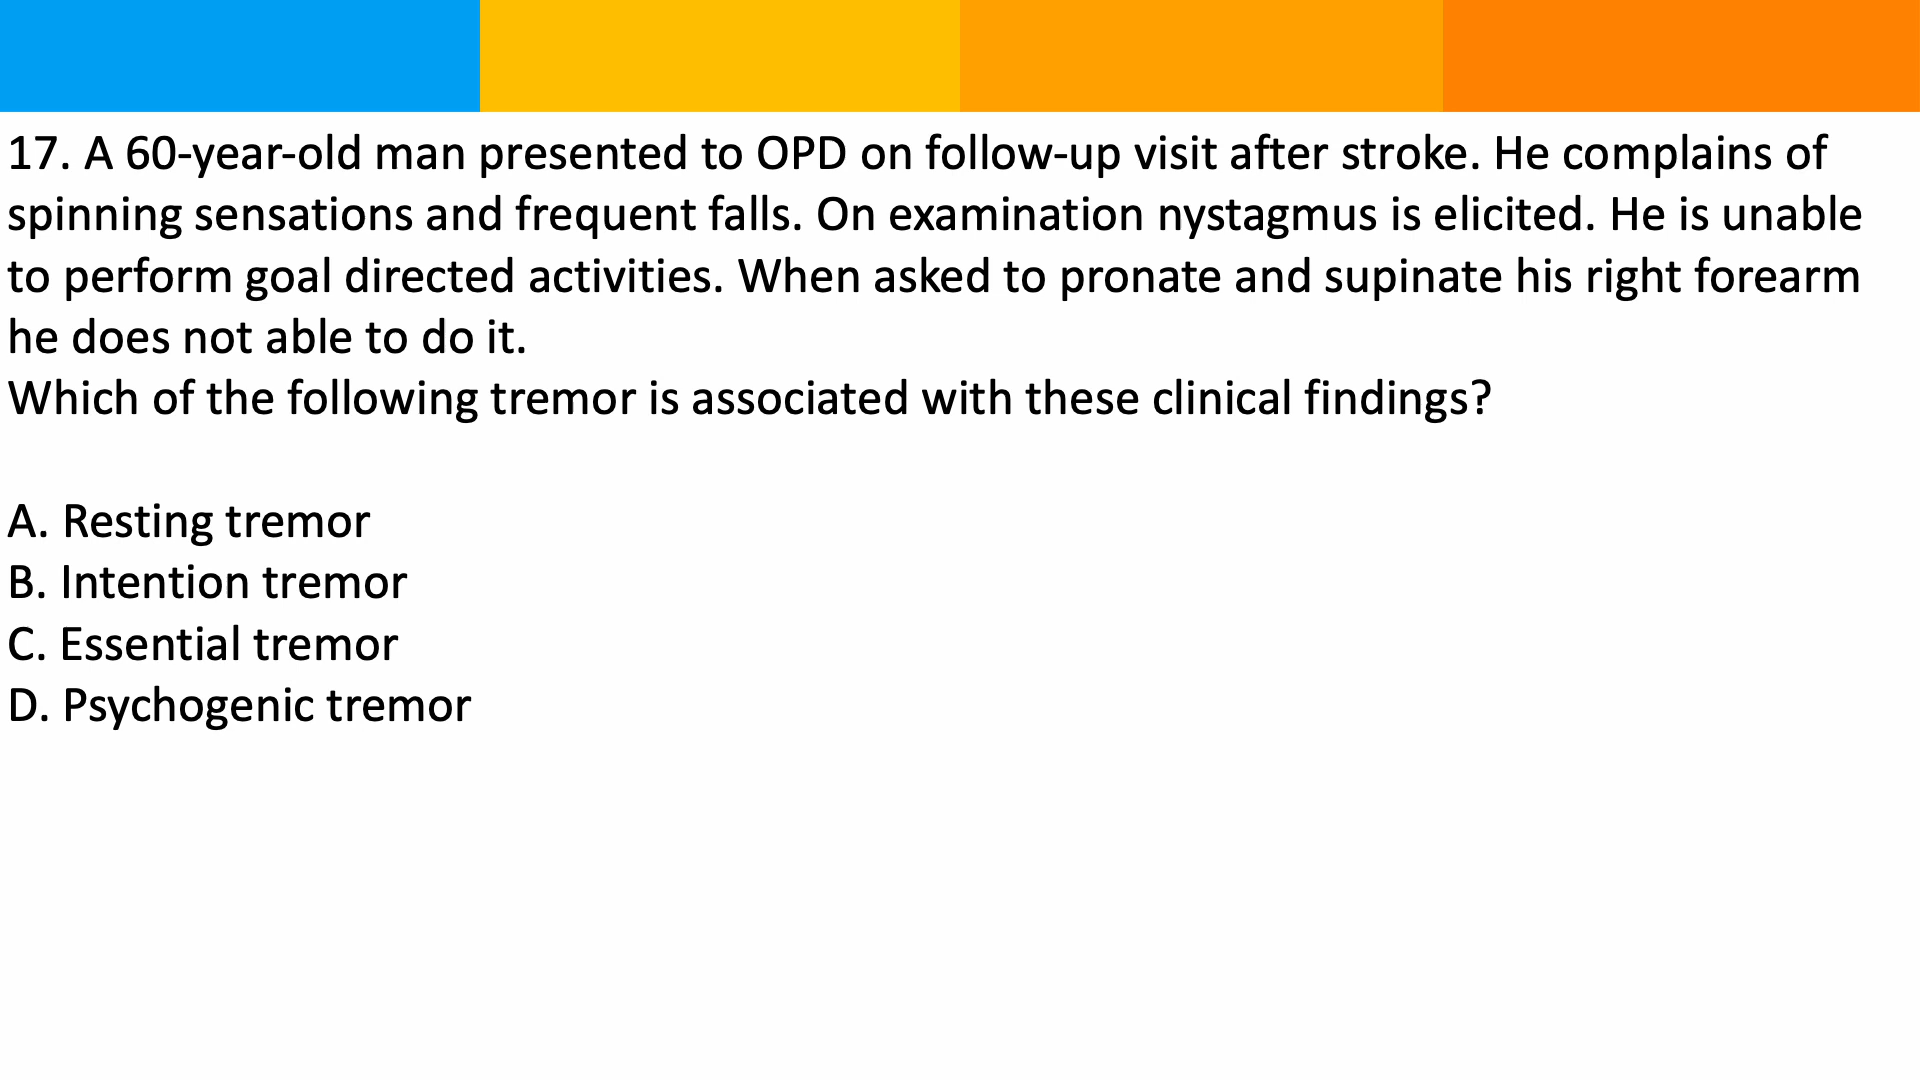 17. A 60-year-old man presented to OPD on follow-up visit after stroke. He complains of
spinning sensations and frequent falls. On examination nystagmus is elicited. He is unable
to perform goal directed activities. When asked to pronate and supinate his right forearm
he does not able to do it.
Which of the following tremor is associated with these clinical findings?
A. Resting tremor
B. Intention tremor
C. Essential tremor
D. Psychogenic tremor